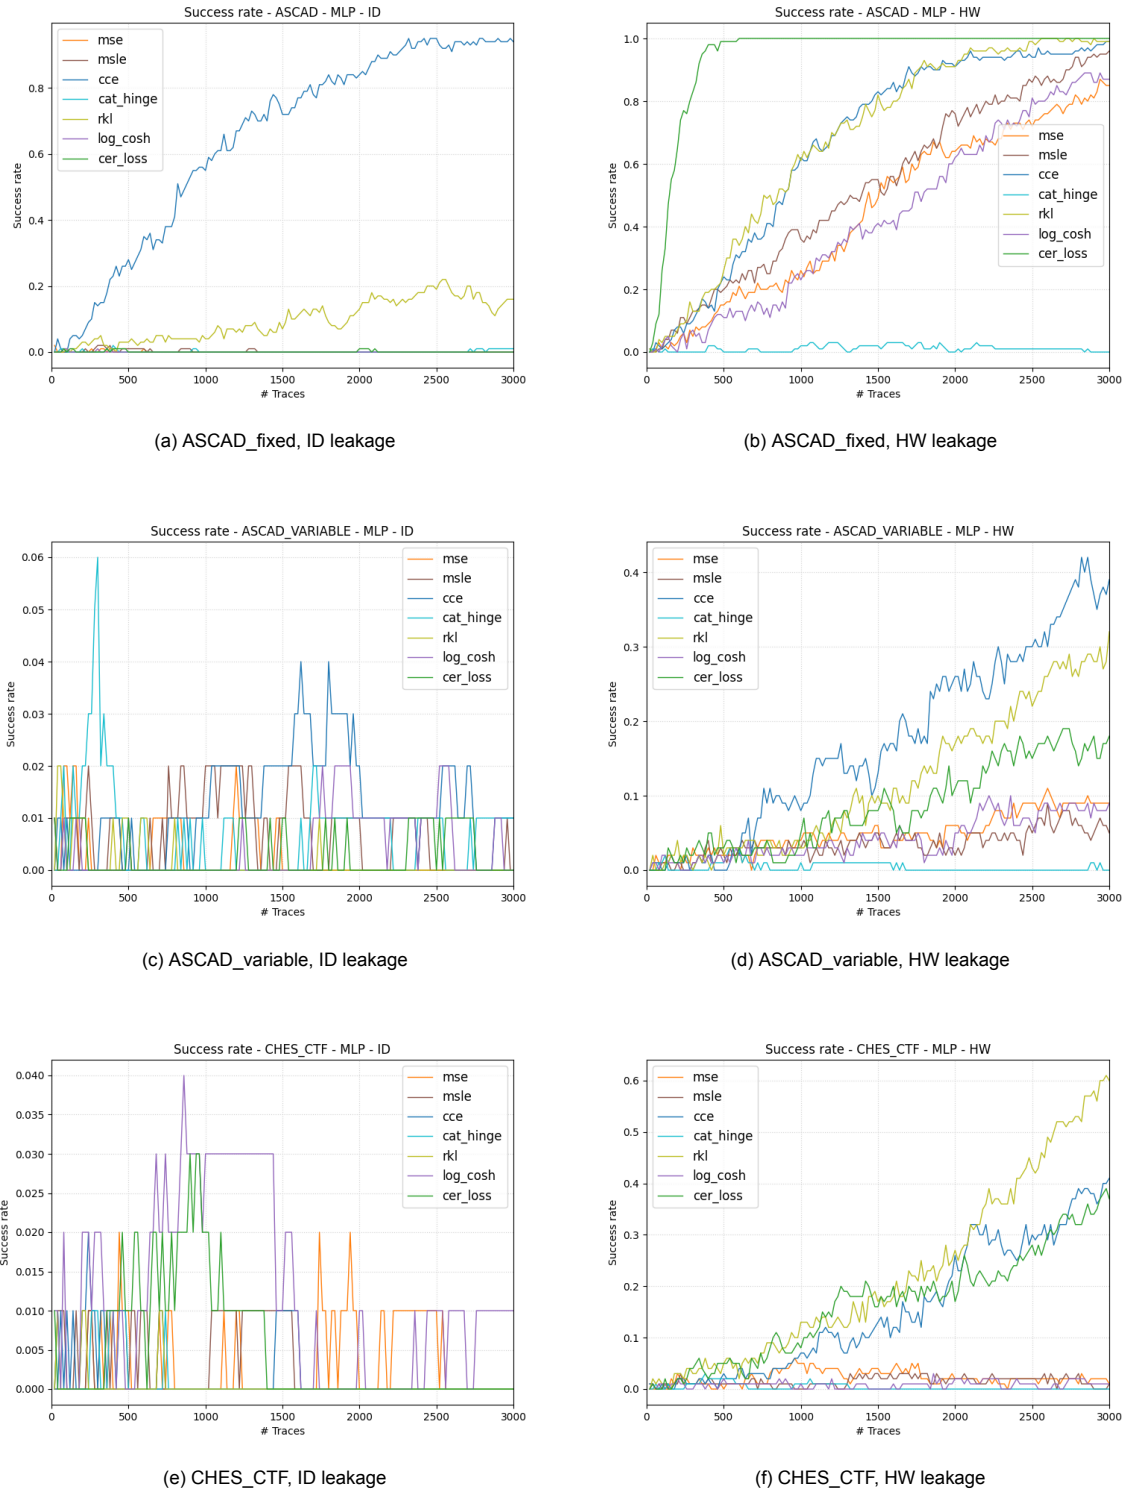 Success rate - ASCAD - MLP - ID
mse
msle
cce
cat_hinge
rkl
log_cosh
cer_loss
Success rate
0.0
0.2
0.4
0.6
0.8
0
500
1000
1500
2000
2500
3000
# Traces
(a) ASCAD_fixed, ID leakage
Success rate - ASCAD - MLP - HW
mse
msle
cce
cat_hinge
rkl
log_cosh
cer_loss
Success rate
0.0
0.2
0.4
0.6
0.8
1.0
0
500
1000
1500
2000
2500
3000
# Traces
(b) ASCAD_fixed, HW leakage
Success rate - ASCAD_VARIABLE - MLP - ID
mse
msle
cce
cat_hinge
rkl
log_cosh
cer_loss
Success rate
0.00
0.01
0.02
0.03
0.04
0.05
0.06
0
500
1000
1500
2000
2500
3000
# Traces
(c) ASCAD_variable, ID leakage
Success rate - ASCAD_VARIABLE - MLP - HW
mse
msle
cce
cat_hinge
rkl
log_cosh
cer_loss
Success rate
0.0
0.1
0.2
0.3
0.4
0
500
1000
1500
2000
2500
3000
# Traces
(d) ASCAD_variable, HW leakage
Success rate - CHES_CTF - MLP - ID
mse
msle
cce
cat_hinge
rkl
log_cosh
cer_loss
Success rate
0.000
0.005
0.010
0.015
0.020
0.025
0.030
0.035
0.040
0
500
1000
1500
2000
2500
3000
# Traces
(e) CHES_CTF, ID leakage
Success rate - CHES_CTF - MLP - HW
mse
msle
cce
cat_hinge
rkl
log_cosh
cer_loss
Success rate
0.0
0.1
0.2
0.3
0.4
0.5
0.6
0
500
1000
1500
2000
2500
3000
# Traces
(f) CHES_CTF, HW leakage